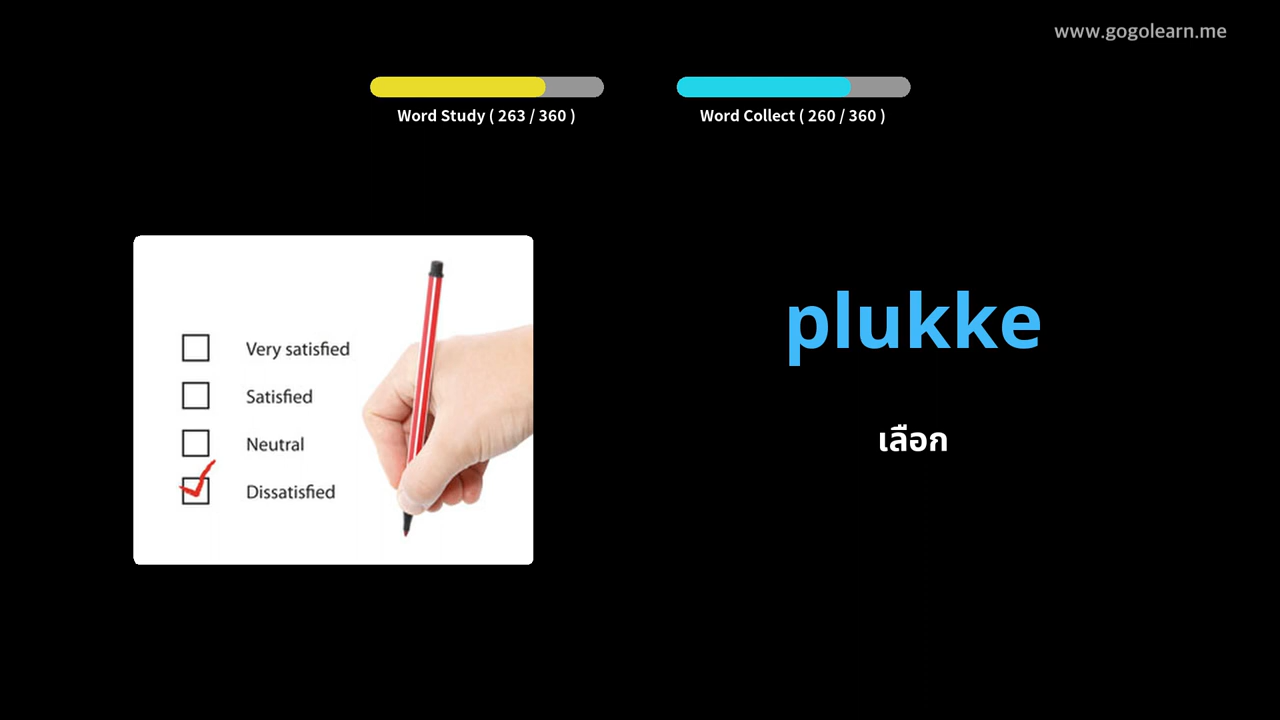 www.gogolearn.me
Word Study ( 263 / 360 )
Word Collect ( 260 / 360 )
Very satisfied
Satisfied
Neutral
Dissatisfied
plukke
เลือก